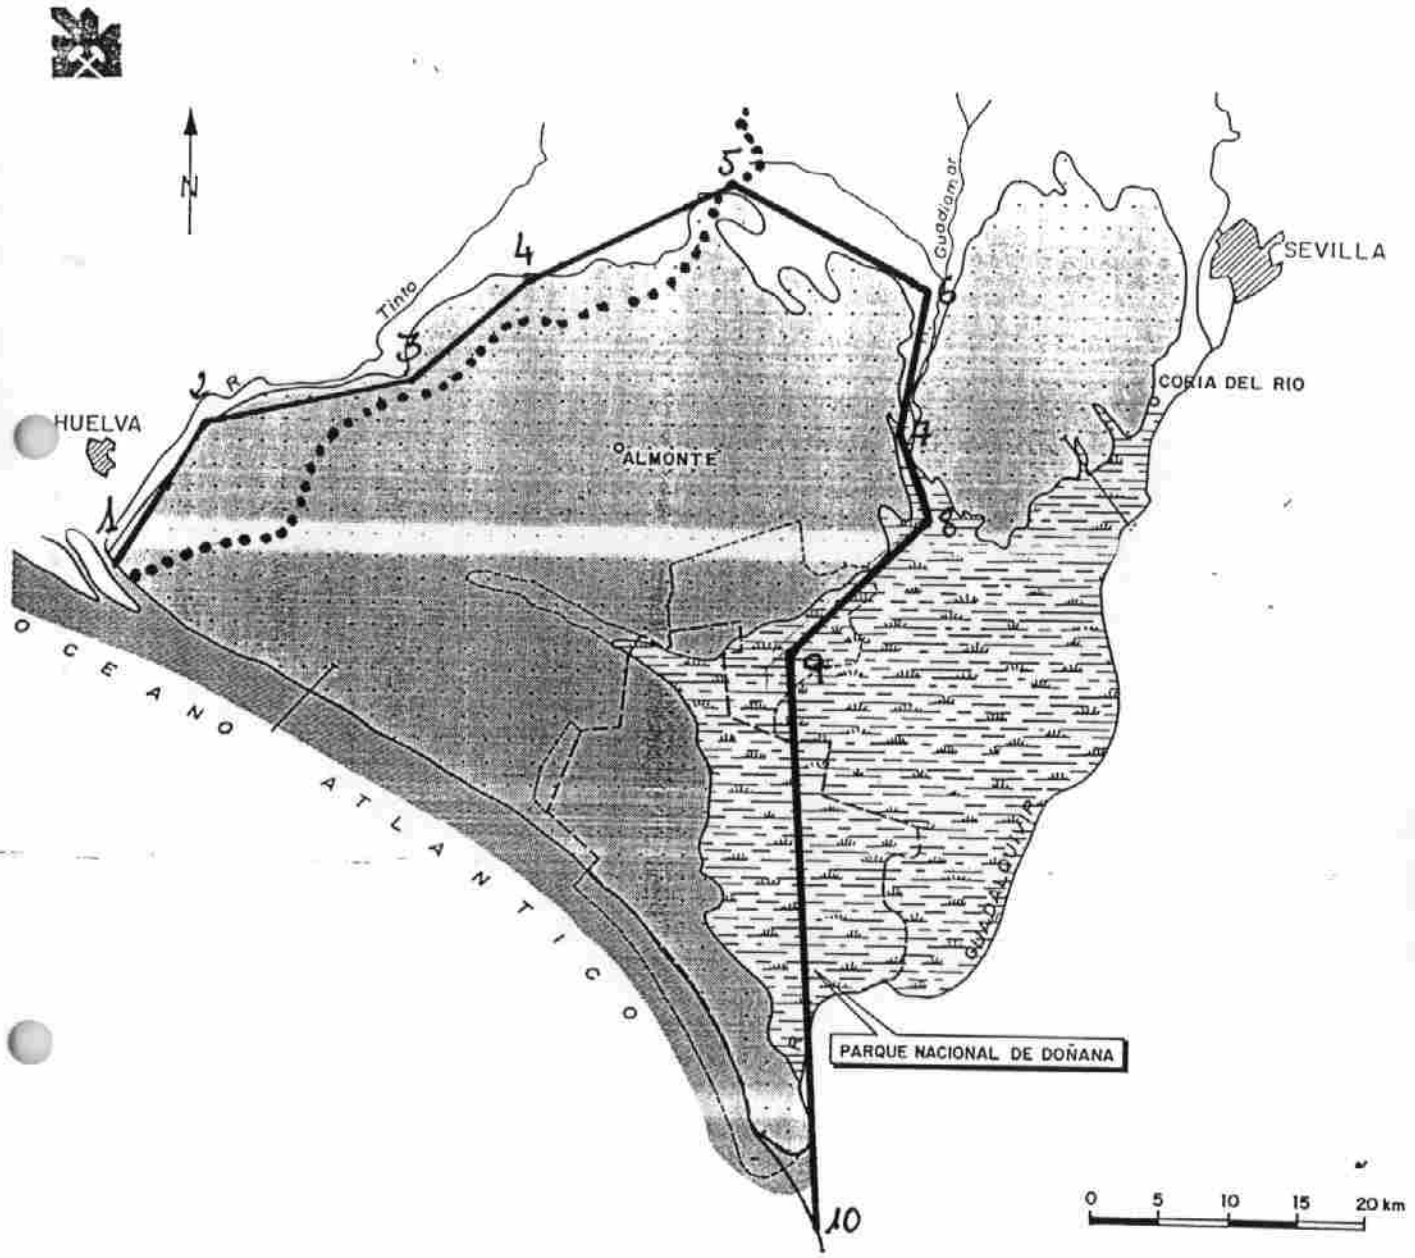 N
5
4
Guadiamar
SEVILLA
Tinto
6
3
2
R
CORIA DEL RIO
HUELVA
7
ALMONTE
1
8
OCEANO ATLANTICO
9
GUADALQUIVIR
R
PARQUE NACIONAL DE DOÑANA
0 5 10 15 20 km
10